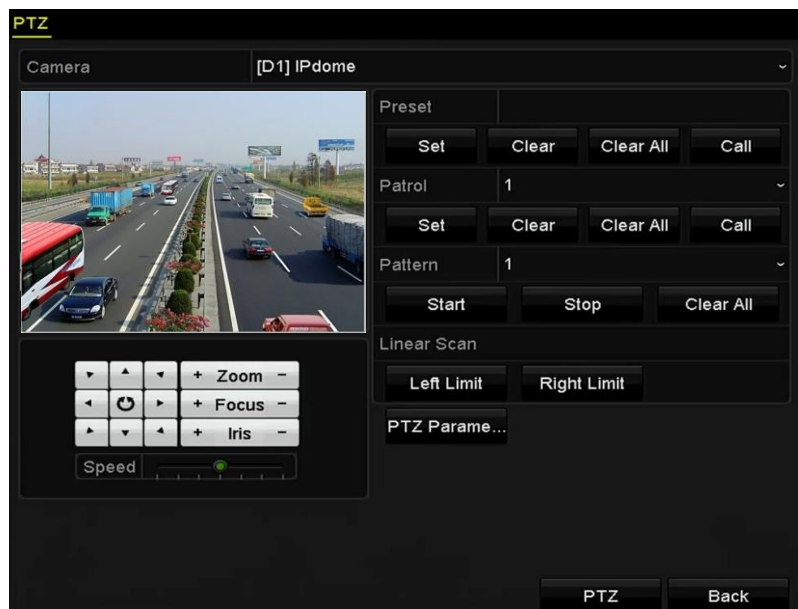 PTZ
Camera [D1] IPdome
Preset
Set Clear Clear All Call
Patrol 1
Set Clear Clear All Call
Pattern 1
Start Stop Clear All
Linear Scan
Left Limit Right Limit
PTZ Parame...
+ Zoom -
+ Focus -
+ Iris -
Speed
PTZ Back